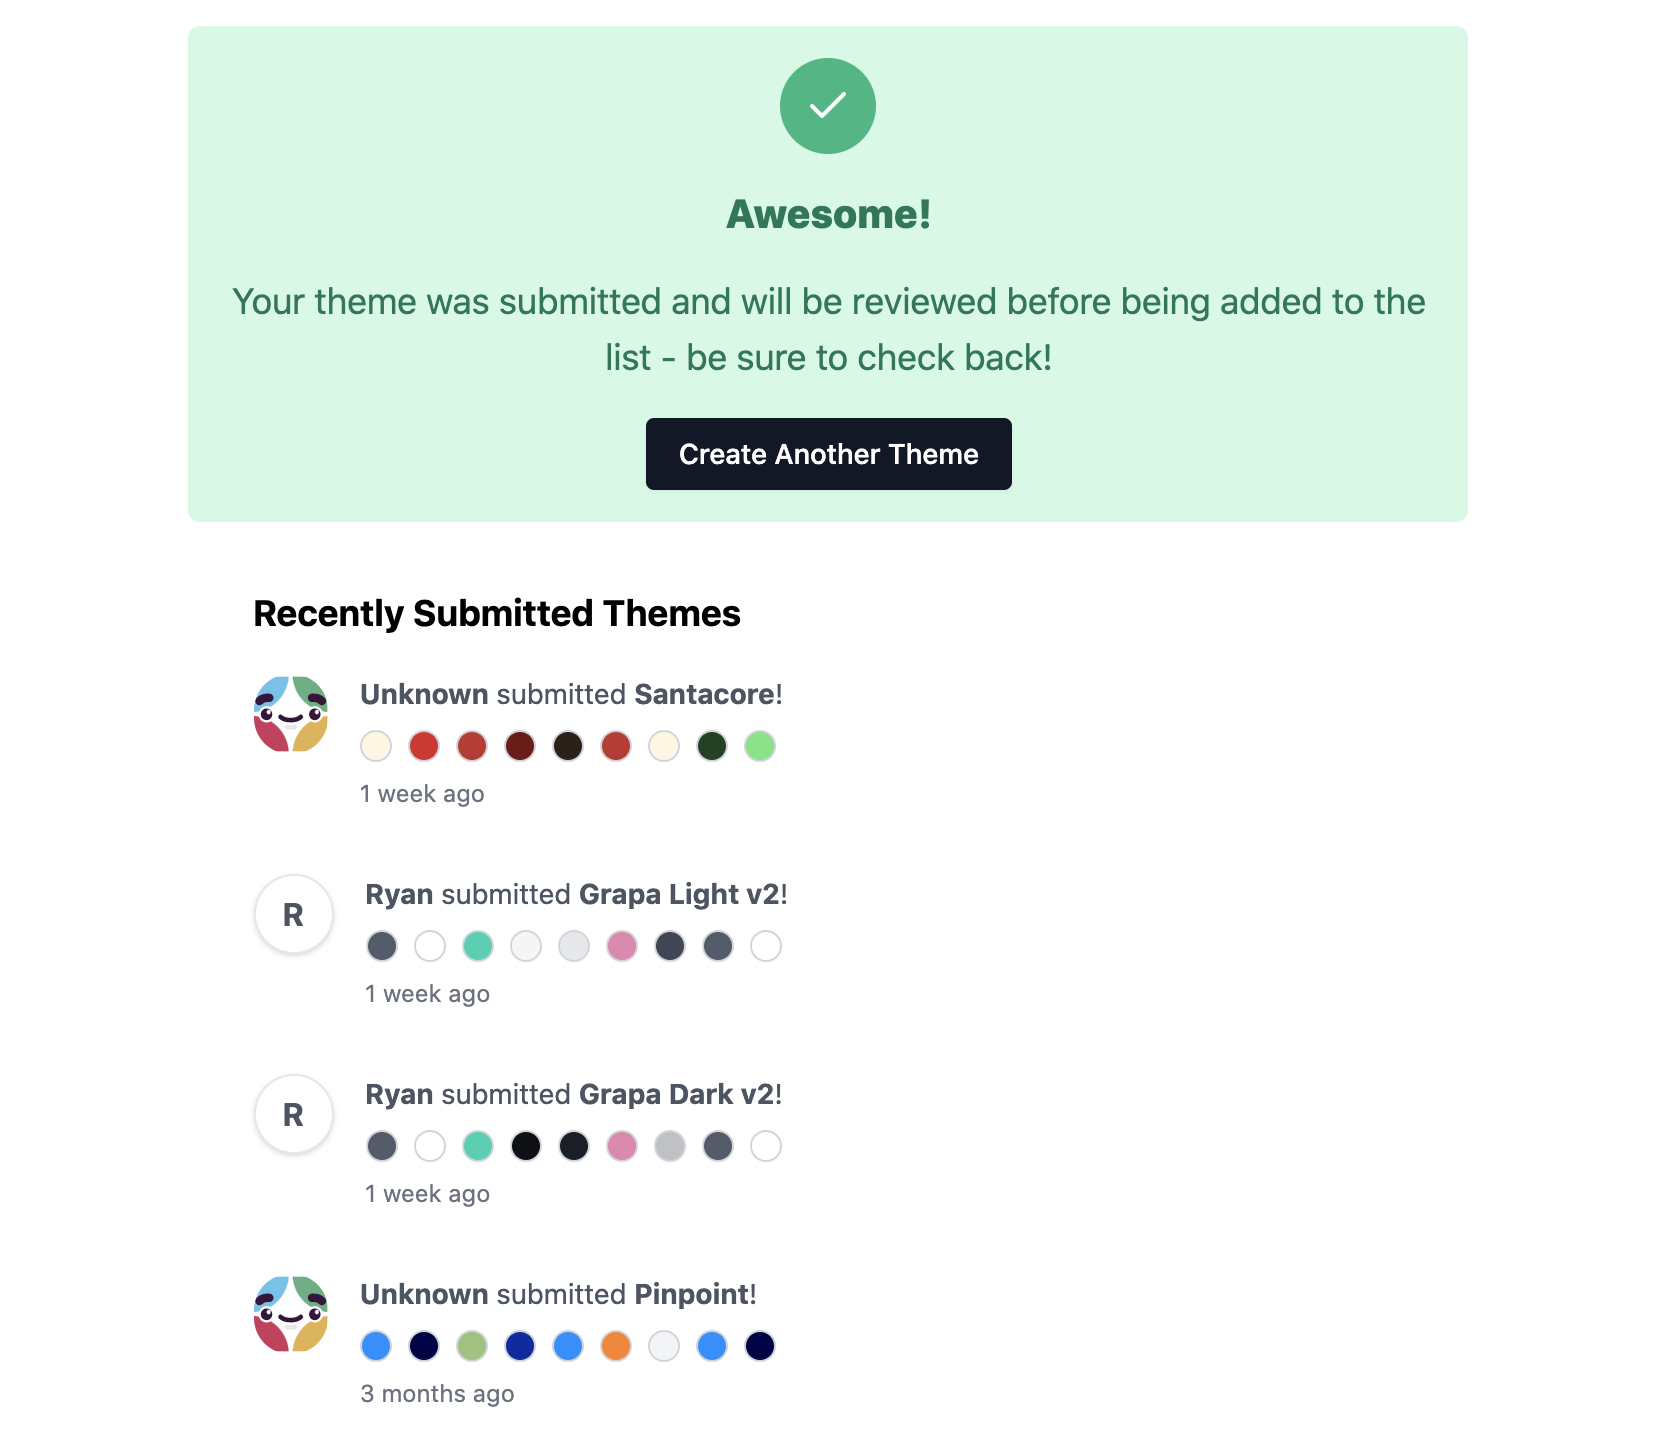 Awesome!
Your theme was submitted and will be reviewed before being added to the
list - be sure to check back!
Create Another Theme
Recently Submitted Themes
Unknown submitted Santacore!
1 week ago
R
Ryan submitted Grapa Light v2!
1 week ago
R
Ryan submitted Grapa Dark v2!
1 week ago
Unknown submitted Pinpoint!
3 months ago